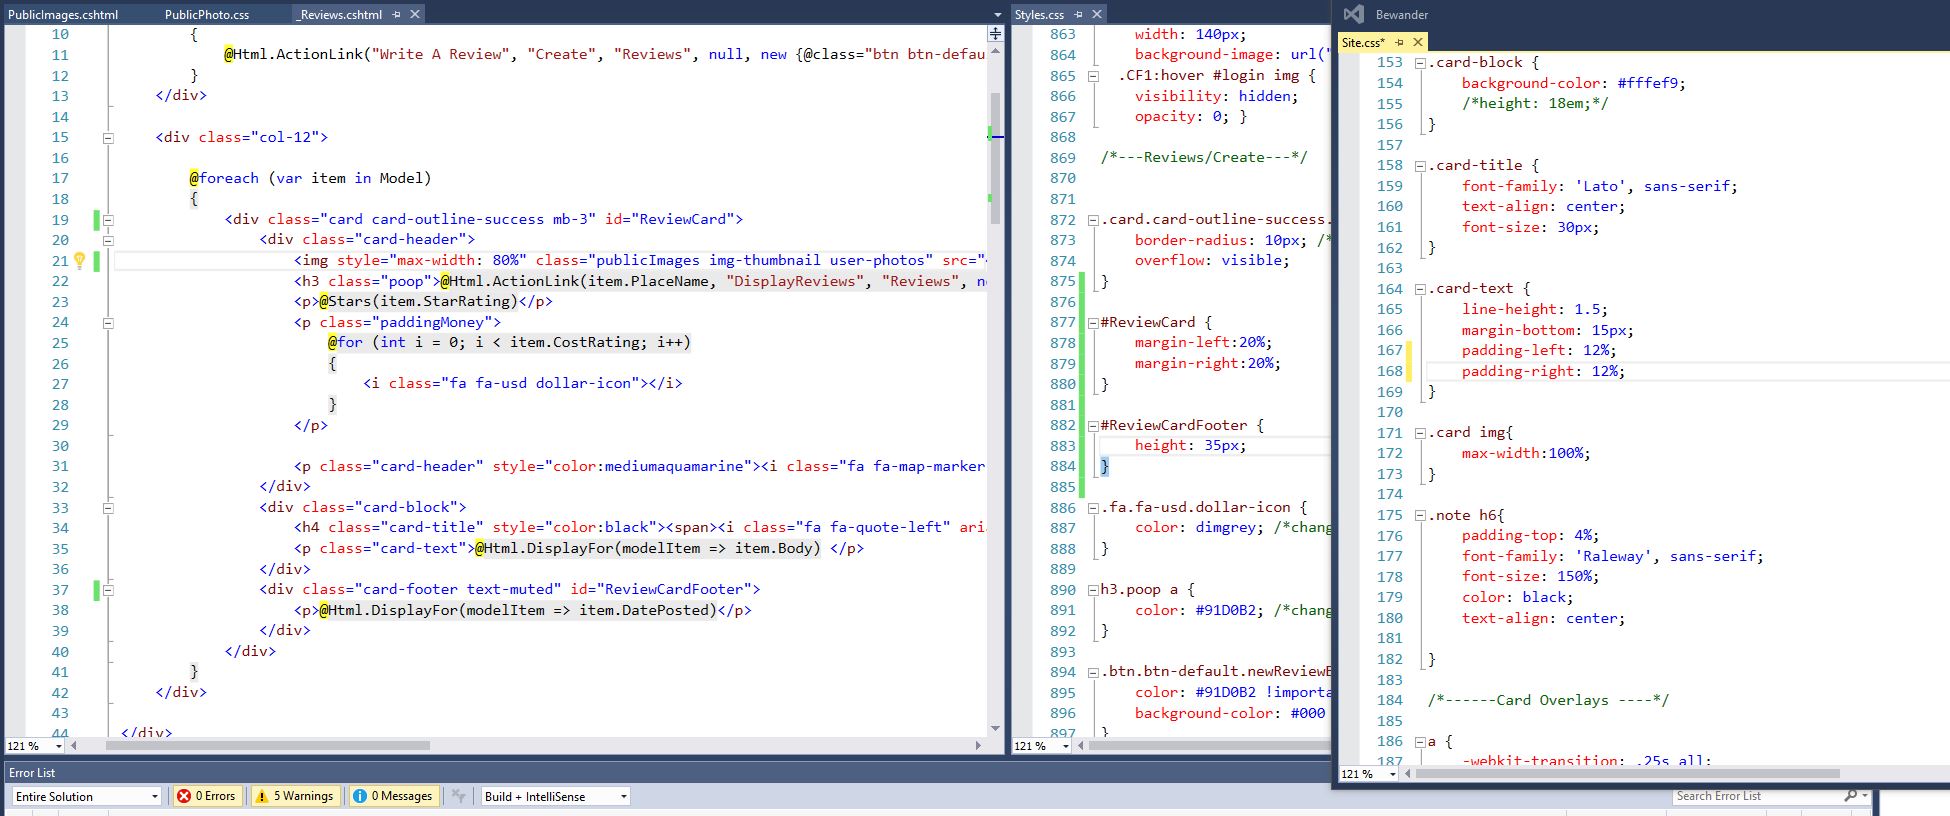 PublicImages.cshtml PublicPhoto.css _Reviews.cshtml
10 {
11 @Html.ActionLink("Write A Review", "Create", "Reviews", null, new {@class="btn btn-defau
12 }
13 </div>
14
15 <div class="col-12">
16
17 @foreach (var item in Model)
18 {
19 <div class="card card-outline-success mb-3" id="ReviewCard">
20 <div class="card-header">
21 <img style="max-width: 80%" class="publicImages img-thumbnail user-photos" src="
22 <h3 class="poop">@Html.ActionLink(item.PlaceName, "DisplayReviews", "Reviews", n
23 <p>@Stars(item.StarRating)</p>
24 <p class="paddingMoney">
25 @for (int i = 0; i < item.CostRating; i++)
26 {
27 <i class="fa fa-usd dollar-icon"></i>
28 }
29 </p>
30
31 <p class="card-header" style="color:mediumaquamarine"><i class="fa fa-map-marker
32 </div>
33 <div class="card-block">
34 <h4 class="card-title" style="color:black"><span><i class="fa fa-quote-left" aria
35 <p class="card-text">@Html.DisplayFor(modelItem => item.Body) </p>
36 </div>
37 <div class="card-footer text-muted" id="ReviewCardFooter">
38 <p>@Html.DisplayFor(modelItem => item.DatePosted)</p>
39 </div>
40 </div>
41 }
42 </div>
43
44 </div>
121 %
Styles.css
863 width: 140px;
864 background-image: url("
865 .CF1:hover #login img {
866 visibility: hidden;
867 opacity: 0; }
868
869 /*---Reviews/Create---*/
870
871
872 .card.card-outline-success.
873 border-radius: 10px; /*
874 overflow: visible;
875 }
876
877 #ReviewCard {
878 margin-left:20%;
879 margin-right:20%;
880 }
881
882 #ReviewCardFooter {
883 height: 35px;
884 }
885
886 .fa.fa-usd.dollar-icon {
887 color: dimgrey; /*chang
888 }
889
890 h3.poop a {
891 color: #91D0B2; /*chang
892 }
893
894 .btn.btn-default.newReviewB
895 color: #91D0B2 !importa
896 background-color: #000
897 }
121 %
Bewander
Site.css*
153 .card-block {
154 background-color: #fffef9;
155 /*height: 18em;*/
156 }
157
158 .card-title {
159 font-family: 'Lato', sans-serif;
160 text-align: center;
161 font-size: 30px;
162 }
163
164 .card-text {
165 line-height: 1.5;
166 margin-bottom: 15px;
167 padding-left: 12%;
168 padding-right: 12%;
169 }
170
171 .card img{
172 max-width:100%;
173 }
174
175 .note h6{
176 padding-top: 4%;
177 font-family: 'Raleway', sans-serif;
178 font-size: 150%;
179 color: black;
180 text-align: center;
181
182 }
183
184 /*------Card Overlays ----*/
185
186 a {
187 -webkit-transition: .25s all;
121 %
Error List
Entire Solution 0 Errors 5 Warnings 0 Messages Build + IntelliSense Search Error List